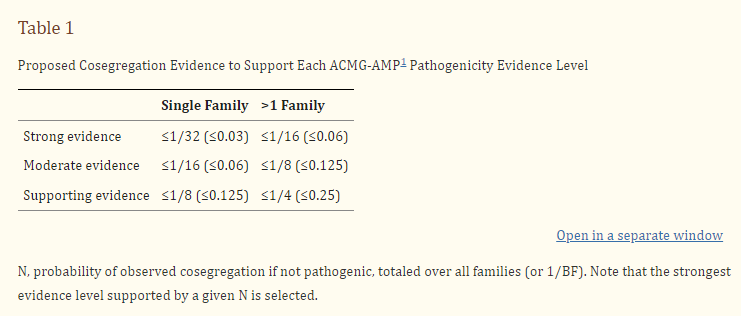 Table 1
Proposed Cosegregation Evidence to Support Each ACMG-AMP1 Pathogenicity Evidence Level
Single Family >1 Family
Strong evidence ≤1/32 (≤0.03) ≤1/16 (≤0.06)
Moderate evidence ≤1/16 (≤0.06) ≤1/8 (≤0.125)
Supporting evidence ≤1/8 (≤0.125) ≤1/4 (≤0.25)
Open in a separate window
N, probability of observed cosegregation if not pathogenic, totaled over all families (or 1/BF). Note that the strongest
evidence level supported by a given N is selected.